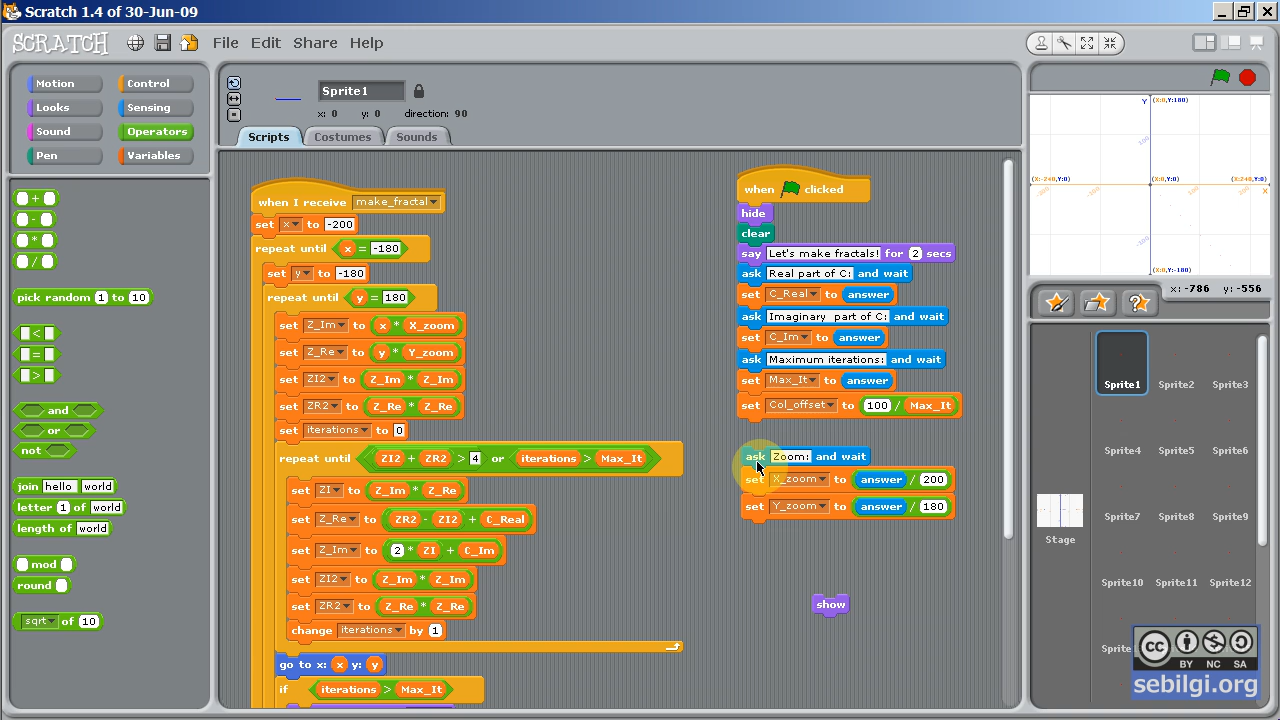 Scratch 1.4 of 30-Jun-09
SCRATCH File Edit Share Help
Motion Control
Looks Sensing
Sound Operators
Pen Variables
Sprite1
x: 0 y: 0 direction: 90
Scripts Costumes Sounds
+
-
*
/
pick random 1 to 10
<
=
>
and
or
not
join hello world
letter 1 of world
length of world
mod
round
sqrt of 10
when I receive make_fractal
set x to -200
repeat until x = -180
set y to -180
repeat until y = 180
set Z_Im to x * X_zoom
set Z_Re to y * Y_zoom
set ZI2 to Z_Im * Z_Im
set ZR2 to Z_Re * Z_Re
set iterations to 0
repeat until ZI2 + ZR2 > 4 or iterations > Max_It
set ZI to Z_Im * Z_Re
set Z_Re to ZR2 - ZI2 + C_Real
set Z_Im to 2 * ZI + C_Im
set ZI2 to Z_Im * Z_Im
set ZR2 to Z_Re * Z_Re
change iterations by 1
go to x: x y: y
if iterations > Max_It
when clicked
hide
clear
say Let's make fractals! for 2 secs
ask Real part of C: and wait
set C_Real to answer
ask Imaginary part of C: and wait
set C_Im to answer
ask Maximum iterations: and wait
set Max_It to answer
set Col_offset to 100 / Max_It
ask Zoom: and wait
set X_zoom to answer / 200
set Y_zoom to answer / 180
show
Y (X:0,Y:180)
100
(X:-240,Y:0) (X:0,Y:0) (X:240,Y:0)
-200 -100 100 200 X
-100
(X:0,Y:-180)
x: -786 y: -556
Sprite1 Sprite2 Sprite3
Sprite4 Sprite5 Sprite6
Stage
Sprite7 Sprite8 Sprite9
Sprite10 Sprite11 Sprite12
Sprite
cc BY NC SA
sebilgi.org